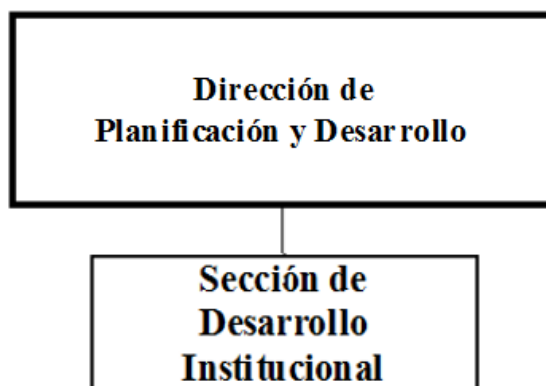 Dirección de
Planificación y Desarrollo
Sección de
Desarrollo
Institucional